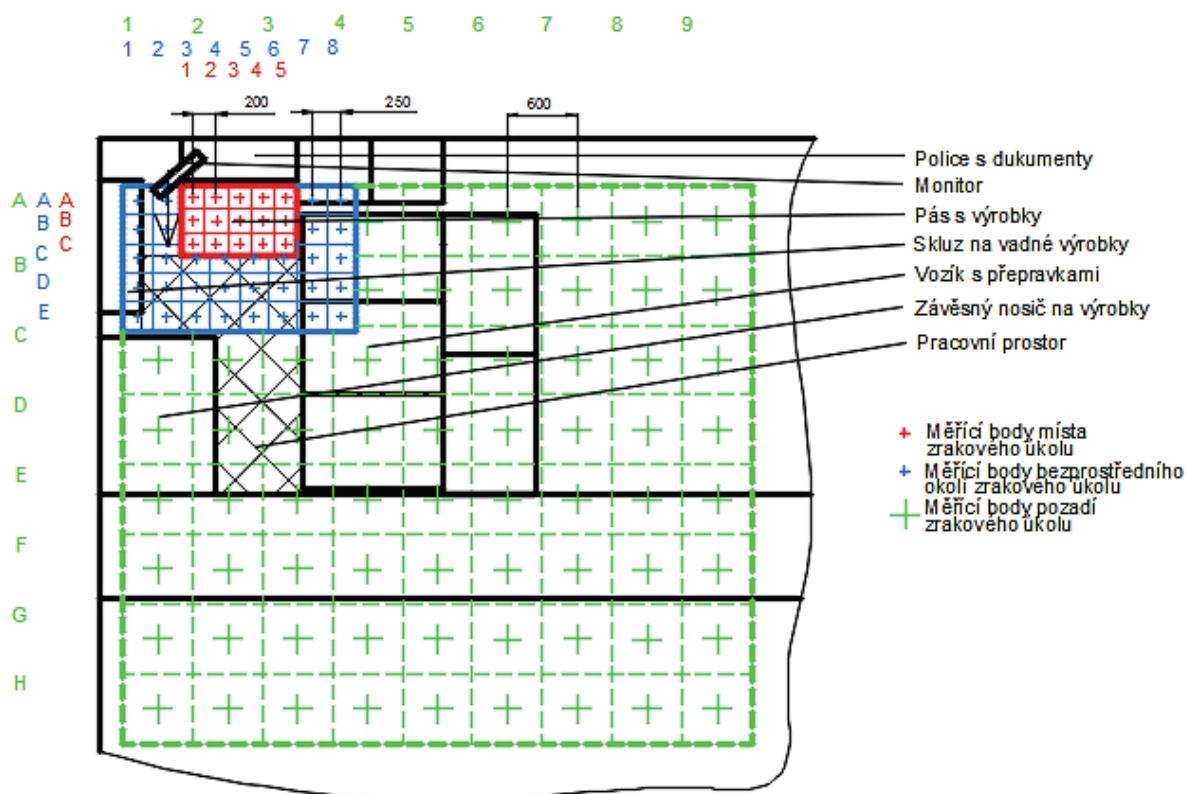 1 2 3 4 5 6 7 8 9
1 2 3 4 5 6 7 8
1 2 3 4 5
200 250 600
Police s dukumenty
Monitor
A A A
Pás s výrobky
B B
C
Skluz na vadné výrobky
B C
Vozík s přepravkami
D
Závěsný nosič na výrobky
E
C
Pracovní prostor
D
Měřící body místa
zrakového úkolu
E
Měřící body bezprostředního
okolí zrakového úkolu
Měřící body pozadí
zrakového úkolu
F
G
H